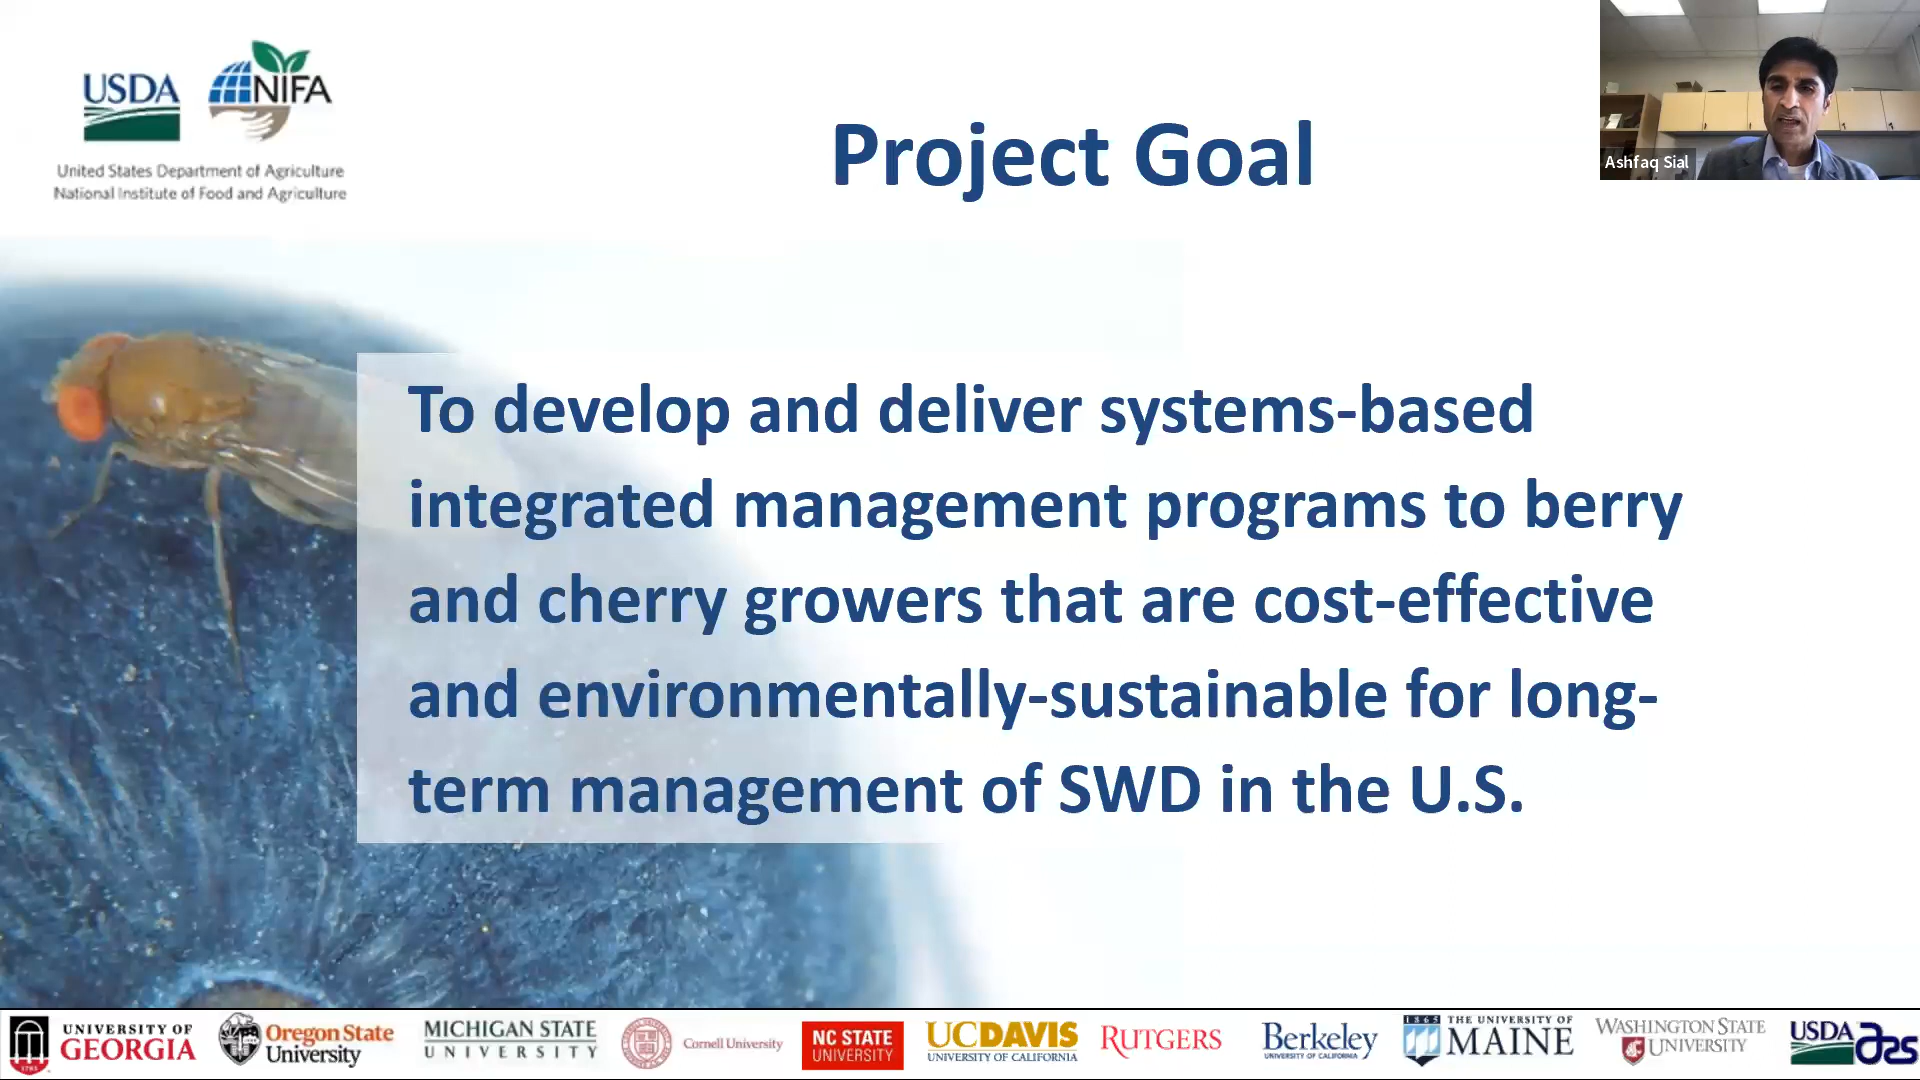 USDA
NIFA
United States Department of Agriculture
National Institute of Food and Agriculture
Project Goal
Ashfaq Sial
To develop and deliver systems-based
integrated management programs to berry
and cherry growers that are cost-effective
and environmentally-sustainable for long-
term management of SWD in the U.S.
1785
UNIVERSITY OF
GEORGIA
Oregon State
University
MICHIGAN STATE
UNIVERSITY
Cornell University
NC STATE
UNIVERSITY
UCDAVIS
UNIVERSITY OF CALIFORNIA
RUTGERS
Berkeley
UNIVERSITY OF CALIFORNIA
1865
THE UNIVERSITY OF
MAINE
WASHINGTON STATE
UNIVERSITY
USDA
ars